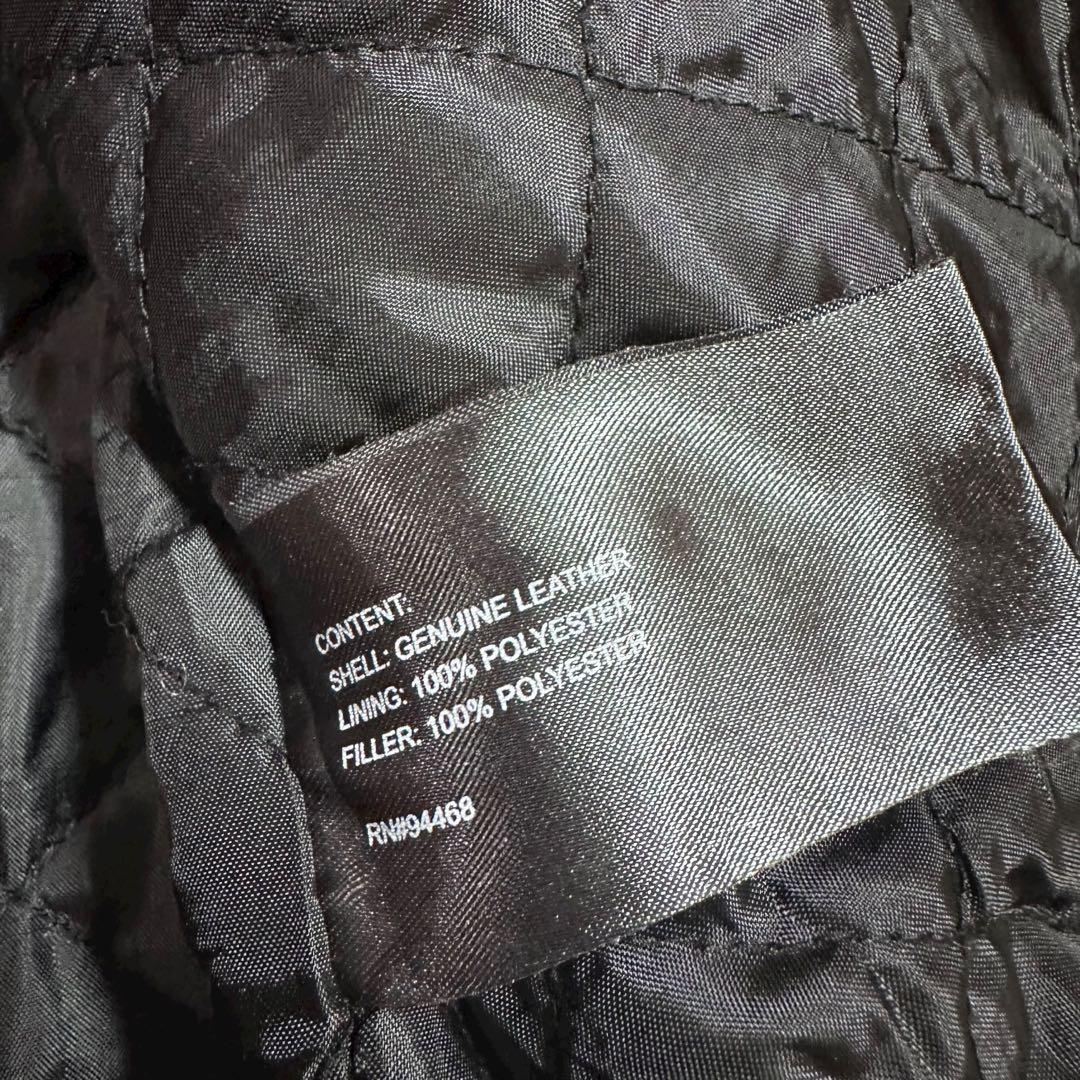 CONTENT:
SHELL: GENUINE LEATHER
LINING: 100% POLYESTER
FILLER: 100% POLYESTER
RN#94468